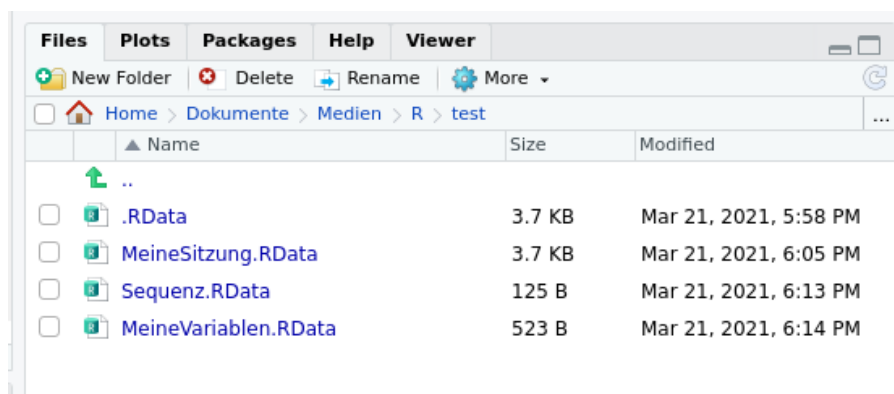 Files Plots Packages Help Viewer
New Folder Delete Rename More
Home > Dokumente > Medien > R > test ...
Name Size Modified
..
.RData 3.7 KB Mar 21, 2021, 5:58 PM
MeineSitzung.RData 3.7 KB Mar 21, 2021, 6:05 PM
Sequenz.RData 125 B Mar 21, 2021, 6:13 PM
MeineVariablen.RData 523 B Mar 21, 2021, 6:14 PM